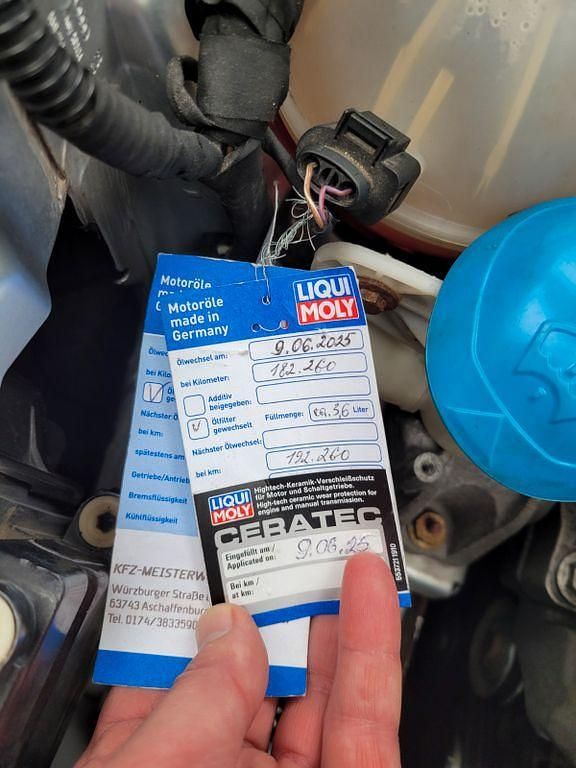 Motoröle
made in
Germany
LIQUI
MOLY
Ölwechsel am: 9.06.2025
bei Kilometer: 182.260
Additiv
beigegeben:
Ölfilter
gewechselt
Füllmenge: ca. 3,6 Liter
Nächster Ölwechsel:
bei km: 192.260
LIQUI
MOLY
Hightech-Keramik-Verschleißschutz
für Motor und Schaltgetriebe.
High-tech ceramic wear protection for
engine and manual transmission.
CERATEC
Eingefüllt am /
Applicated on: 9.06.25
Bei km /
at km:
Motoröle
Nächster Ö
bei km:
spätestens am
Getriebe/Antrieb
Bremsflüssigkeit
Kühlflüssigkeit
KFZ-MEISTERW
Würzburger Straße
63743 Aschaffenburg
Tel. 0174/3833590